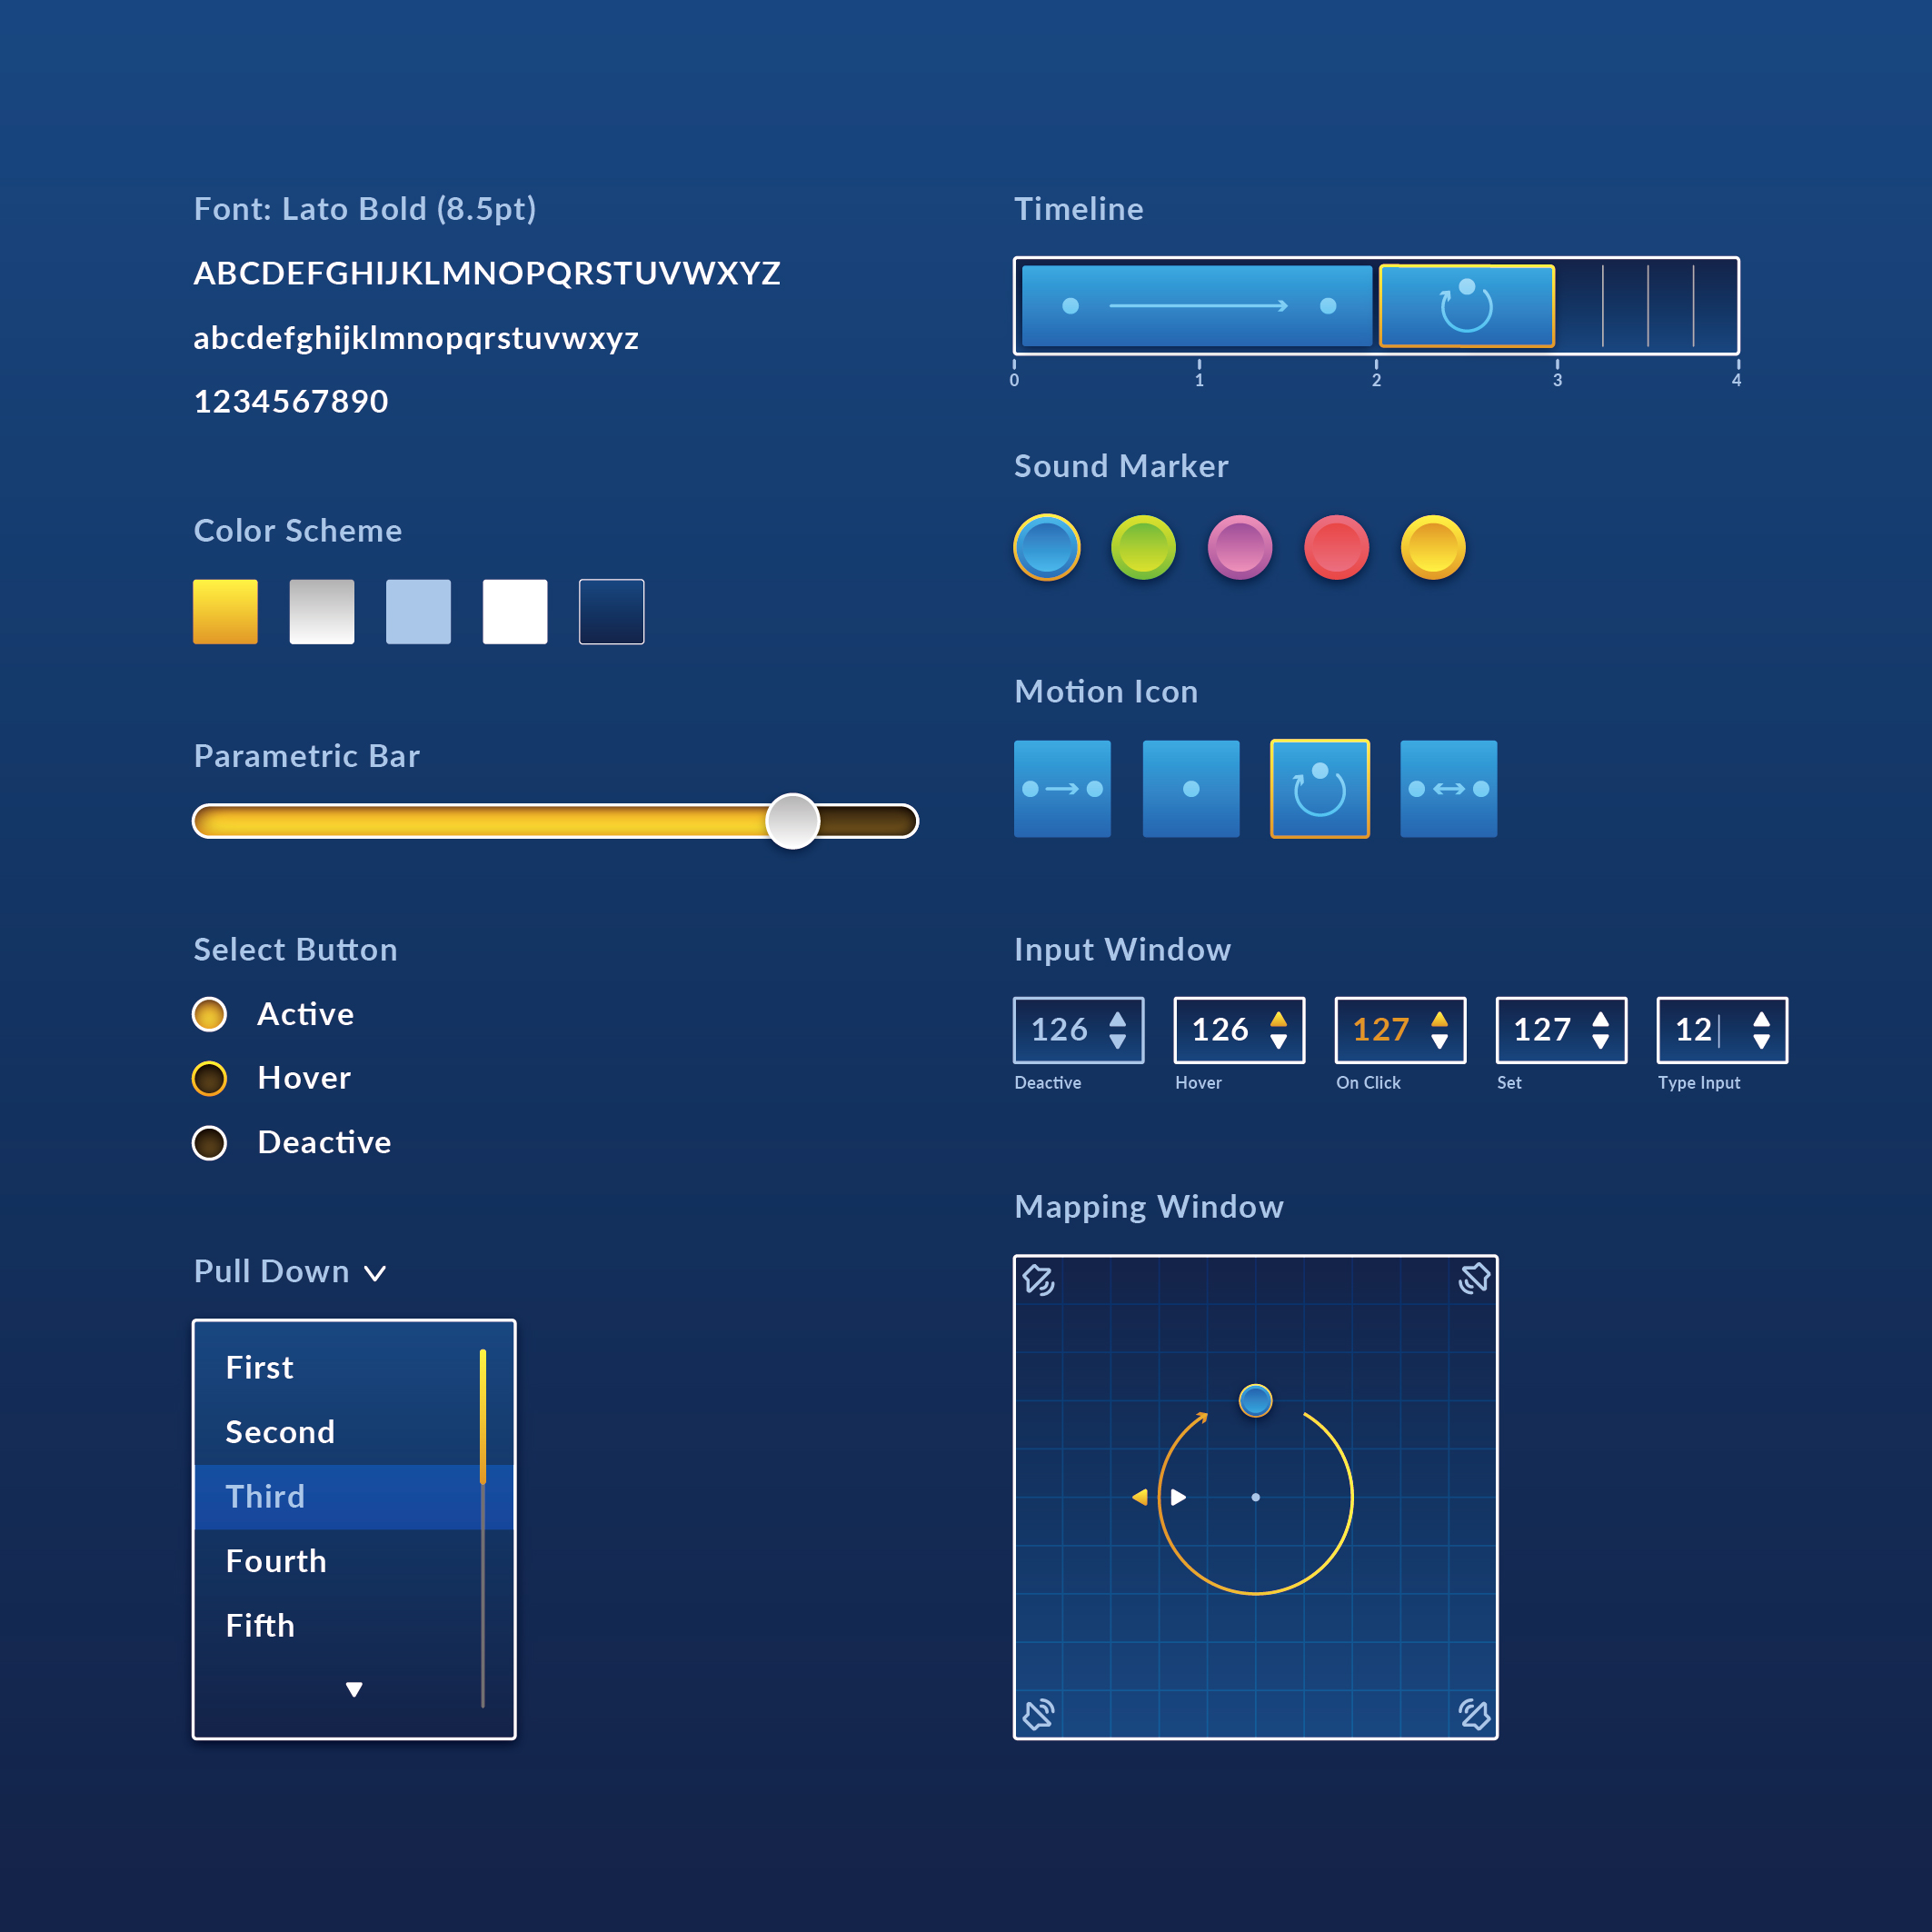 Font: Lato Bold (8.5pt)
ABCDEFGHIJKLMNOPQRSTUVWXYZ
abcdefghijklmnopqrstuvwxyz
1234567890
Color Scheme
Parametric Bar
Select Button
Active
Hover
Deactive
Pull Down
First
Second
Third
Fourth
Fifth
Timeline
0 1 2 3 4
Sound Marker
Motion Icon
Input Window
126 126 127 127 12
Deactive Hover On Click Set Type Input
Mapping Window